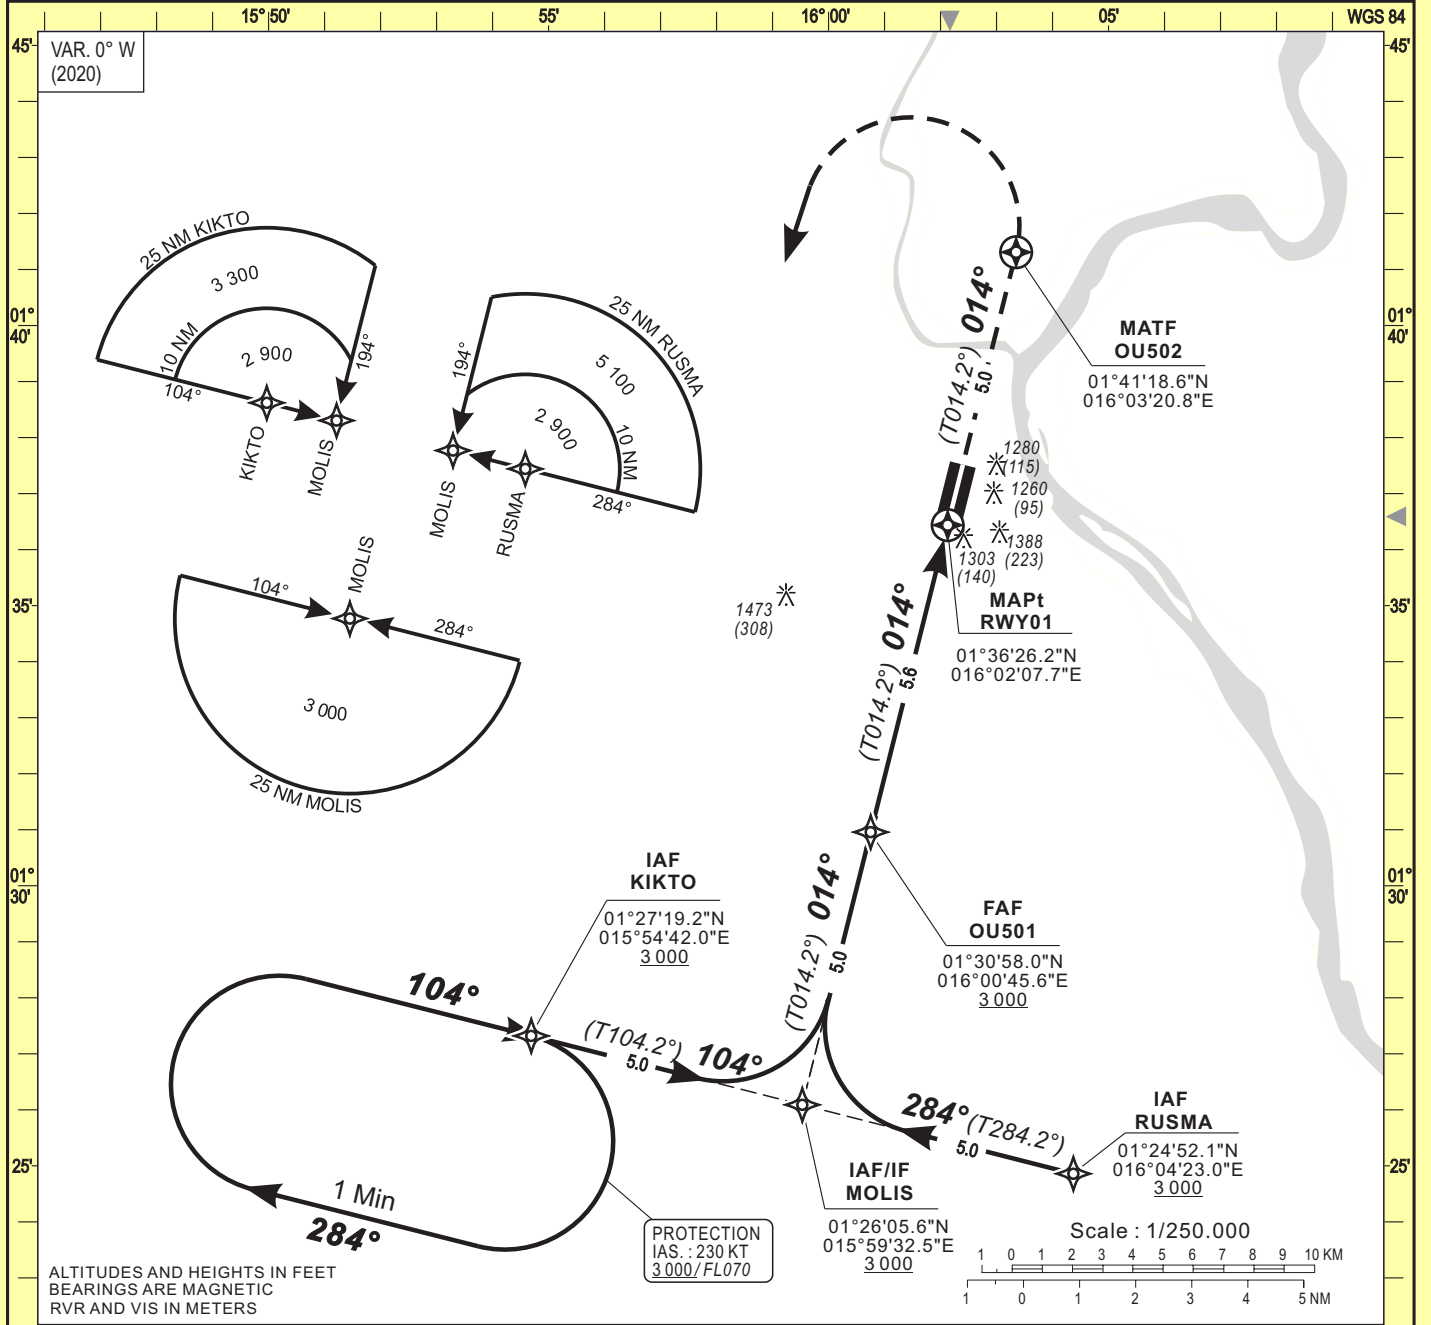 15°50'
55'
16°00'
05'
WGS 84
45'
45'
VAR. 0° W
(2020)
25 NM KIKTO
3 300
10 NM
2 900
104°
194°
KIKTO
MOLIS
25 NM RUSMA
5 100
194°
2 900
10 NM
284°
MOLIS
RUSMA
01°
40'
01°
40'
014°
(T014.2°)
5.0
MATF
OU502
01°41'18.6"N
016°03'20.8"E
1280
(115)
1260
(95)
1388
(223)
1303
(140)
1473
(308)
MOLIS
104°
284°
3 000
25 NM MOLIS
35'
35'
MAPt
RWY01
01°36'26.2"N
016°02'07.7"E
014°
(T014.2°)
5.6
01°
30'
01°
30'
IAF
KIKTO
01°27'19.2"N
015°54'42.0"E
3 000
014°
(T014.2°)
5.0
FAF
OU501
01°30'58.0"N
016°00'45.6"E
3 000
104°
(T104.2°)
5.0
104°
284°
(T284.2°)
5.0
IAF
RUSMA
01°24'52.1"N
016°04'23.0"E
3 000
25'
25'
1 Min
284°
IAF/IF
MOLIS
01°26'05.6"N
015°59'32.5"E
3 000
PROTECTION
IAS. : 230 KT
3 000/FL070
Scale : 1/250.000
1 0 1 2 3 4 5 6 7 8 9 10 KM
1 0 1 2 3 4 5 NM
ALTITUDES AND HEIGHTS IN FEET
BEARINGS ARE MAGNETIC
RVR AND VIS IN METERS